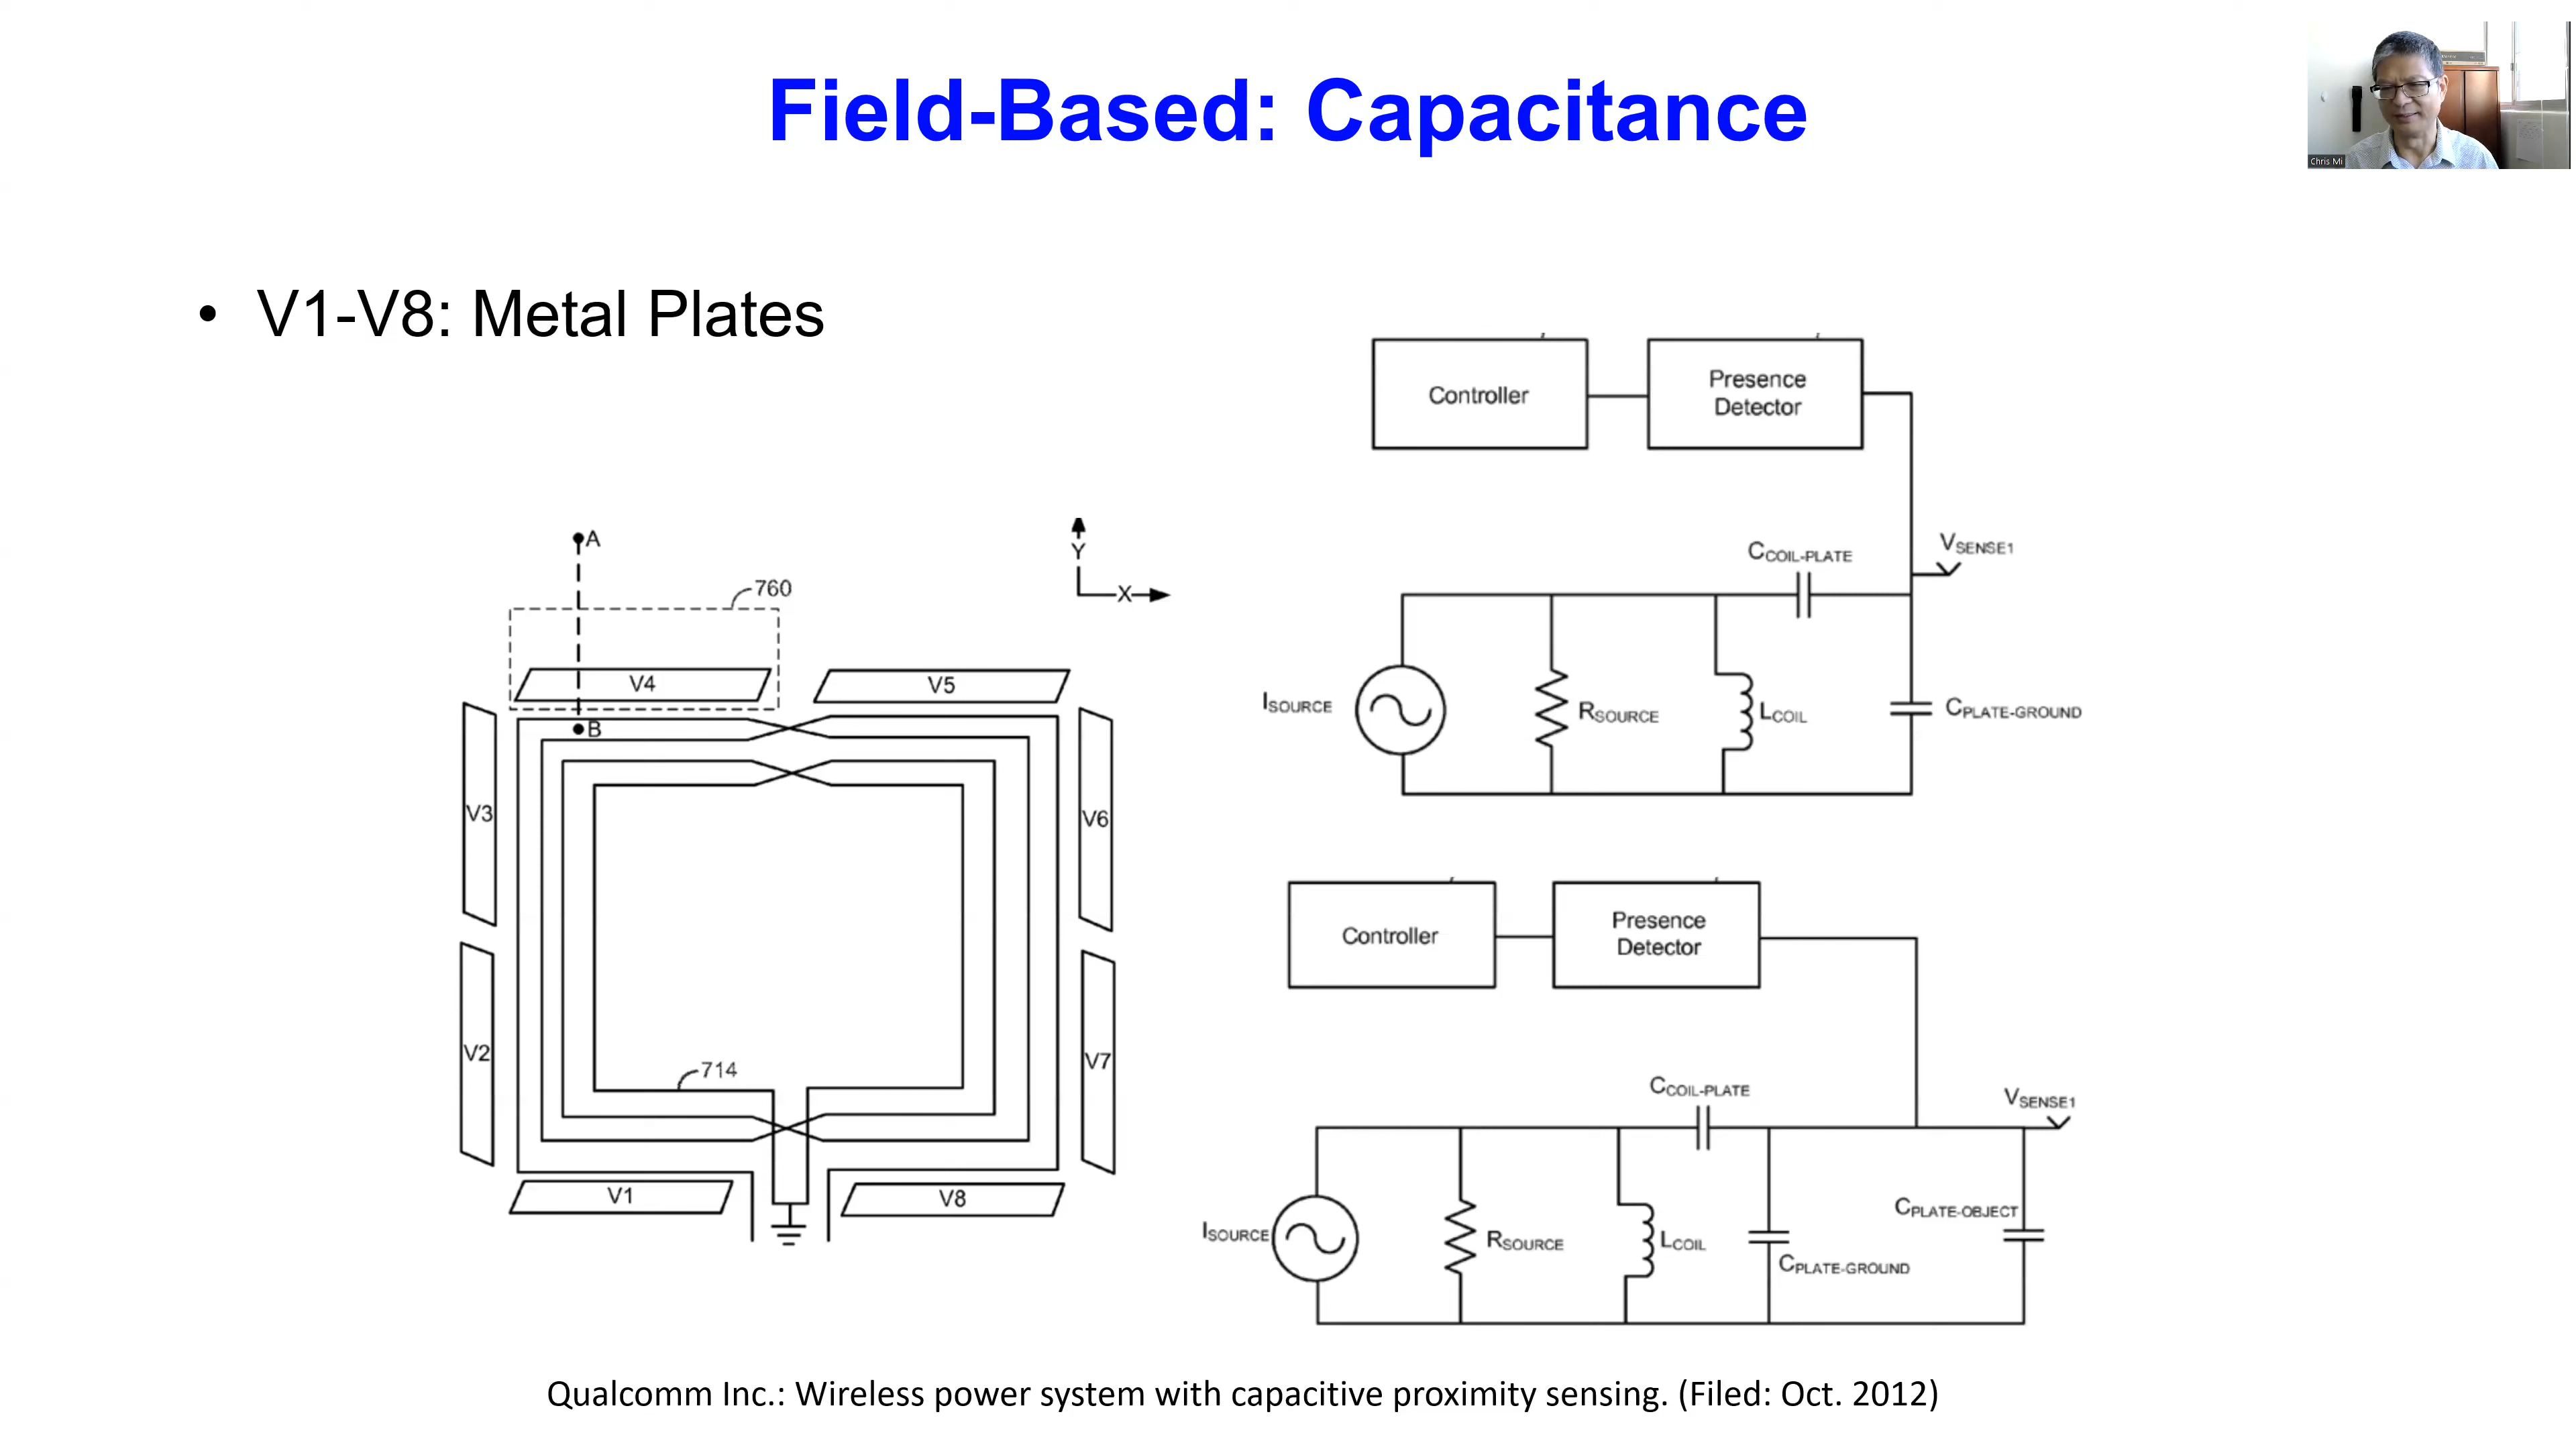 Field-Based: Capacitance
Chris Mi
• V1-V8: Metal Plates
Controller
Presence
Detector
A
Y
X
760
V4
V5
B
V3
V6
V2
V7
714
V1
V8
CCOIL-PLATE
VSENSE1
ISOURCE
RSOURCE
LCOIL
CPLATE-GROUND
Controller
Presence
Detector
CCOIL-PLATE
VSENSE1
CPLATE-OBJECT
ISOURCE
RSOURCE
LCOIL
CPLATE-GROUND
Qualcomm Inc.: Wireless power system with capacitive proximity sensing. (Filed: Oct. 2012)